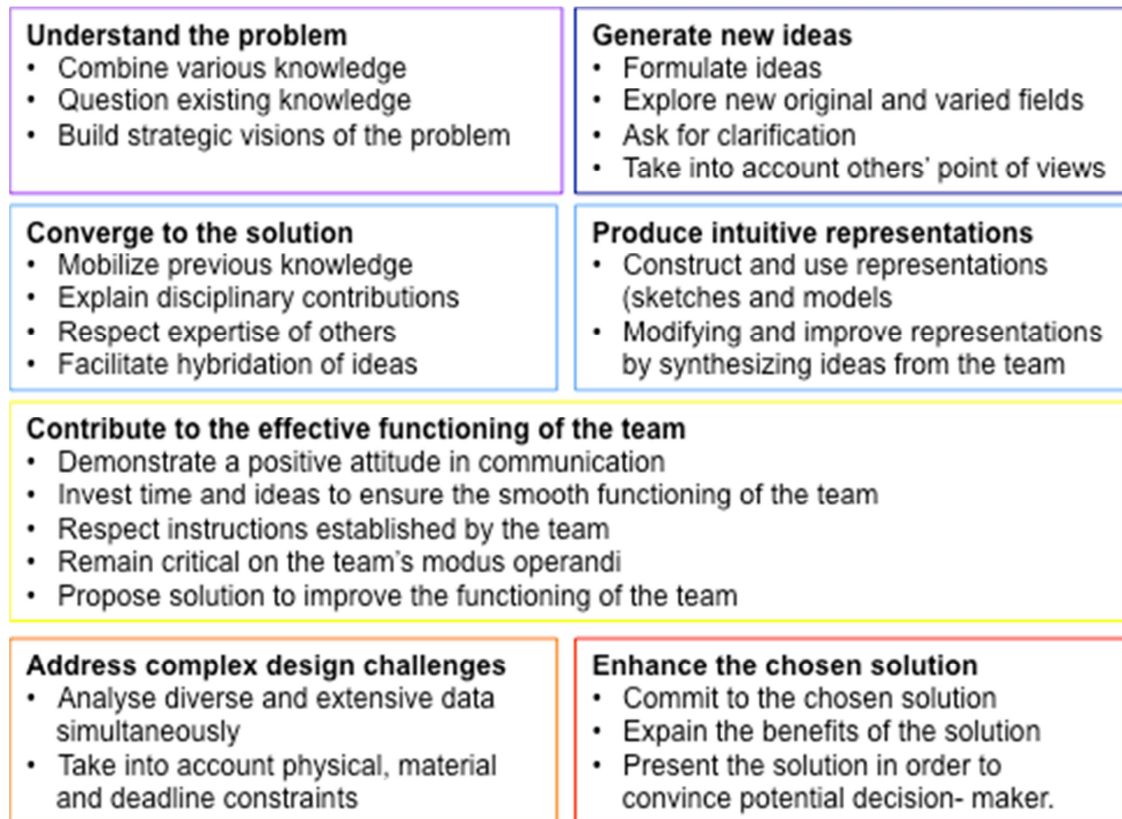 Understand the problem
• Combine various knowledge
• Question existing knowledge
• Build strategic visions of the problem
Generate new ideas
• Formulate ideas
• Explore new original and varied fields
• Ask for clarification
• Take into account others’ point of views
Converge to the solution
• Mobilize previous knowledge
• Explain disciplinary contributions
• Respect expertise of others
• Facilitate hybridation of ideas
Produce intuitive representations
• Construct and use representations
(sketches and models
• Modifying and improve representations
by synthesizing ideas from the team
Contribute to the effective functioning of the team
• Demonstrate a positive attitude in communication
• Invest time and ideas to ensure the smooth functioning of the team
• Respect instructions established by the team
• Remain critical on the team’s modus operandi
• Propose solution to improve the functioning of the team
Address complex design challenges
• Analyse diverse and extensive data
simultaneously
• Take into account physical, material
and deadline constraints
Enhance the chosen solution
• Commit to the chosen solution
• Expain the benefits of the solution
• Present the solution in order to
convince potential decision- maker.